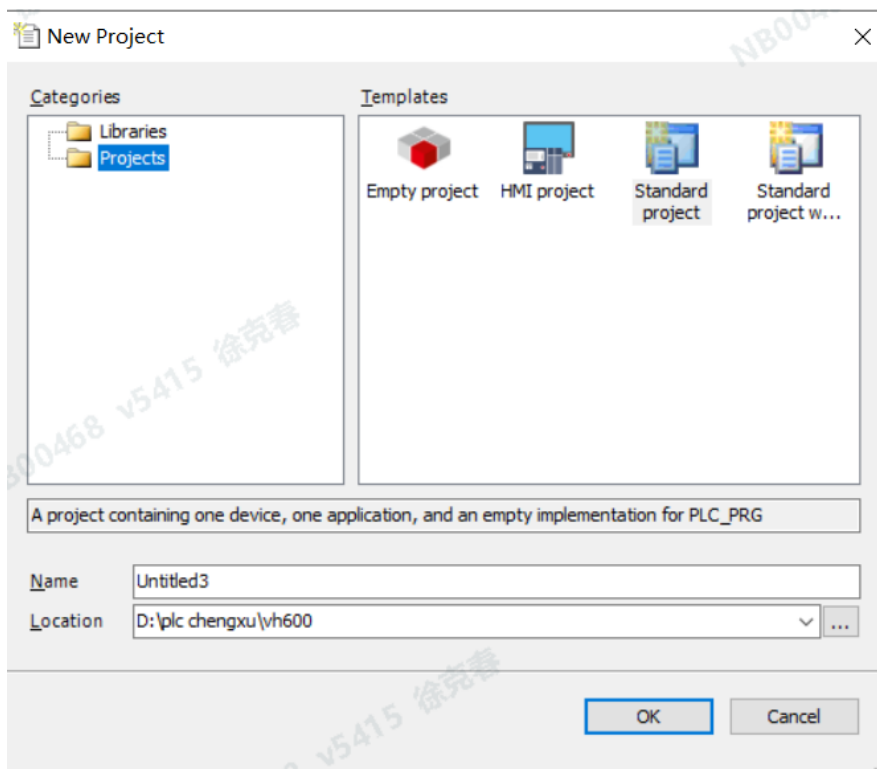 New Project
NB004
Categories
Templates
Libraries
Projects
Empty project
HMI project
Standard
project
Standard
project w...
00468 v5415 徐克春
A project containing one device, one application, and an empty implementation for PLC_PRG
Name
Untitled3
Location
D:\plc chengxu\vh600
...
v5415 徐克春
OK
Cancel